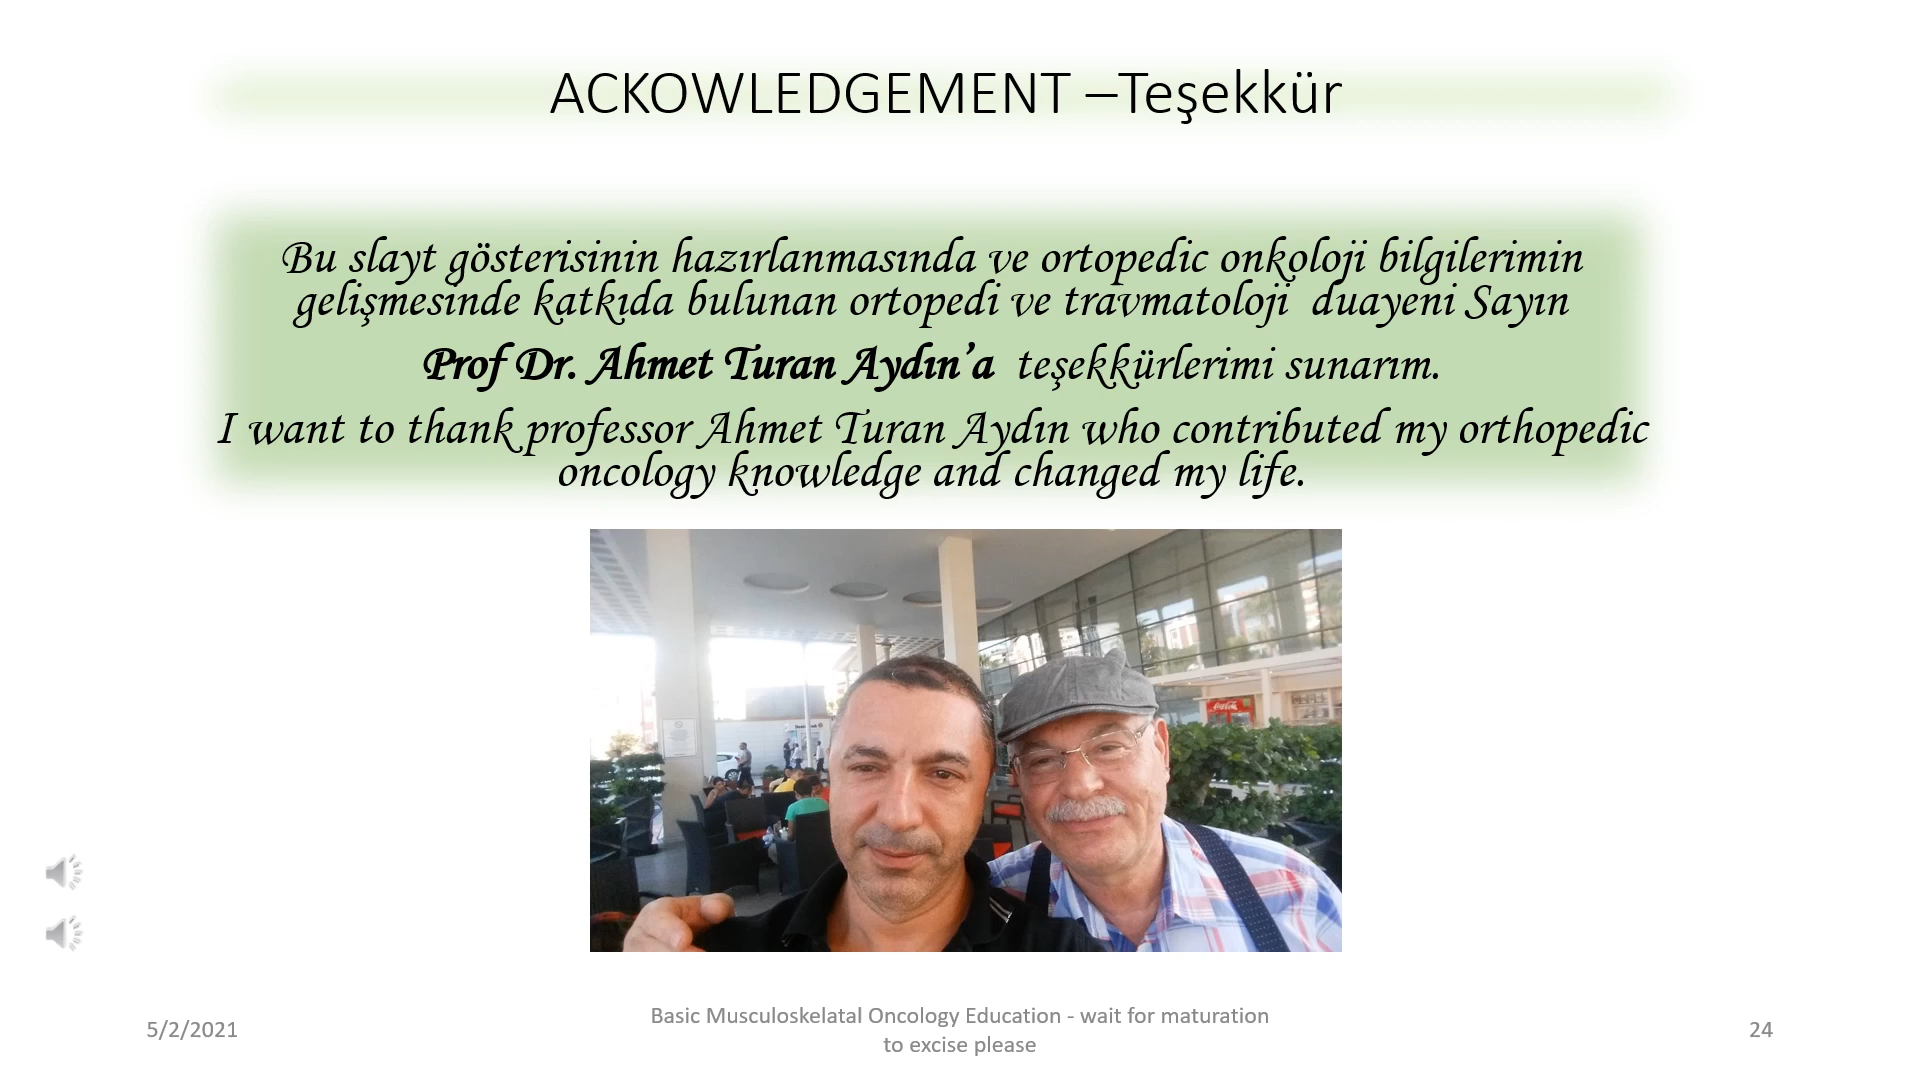 ACKOWLEDGEMENT –Teşekkür
Bu slayt gösterisinin hazırlanmasında ve ortopedic onkoloji bilgilerimin
gelişmesinde katkıda bulunan ortopedi ve travmatoloji duayeni Sayın
Prof Dr. Ahmet Turan Aydın’a teşekkürlerimi sunarım.
I want to thank professor Ahmet Turan Aydın who contributed my orthopedic
oncology knowledge and changed my life.
Coca-Cola
5/2/2021
Basic Musculoskelatal Oncology Education - wait for maturation
to excise please
24